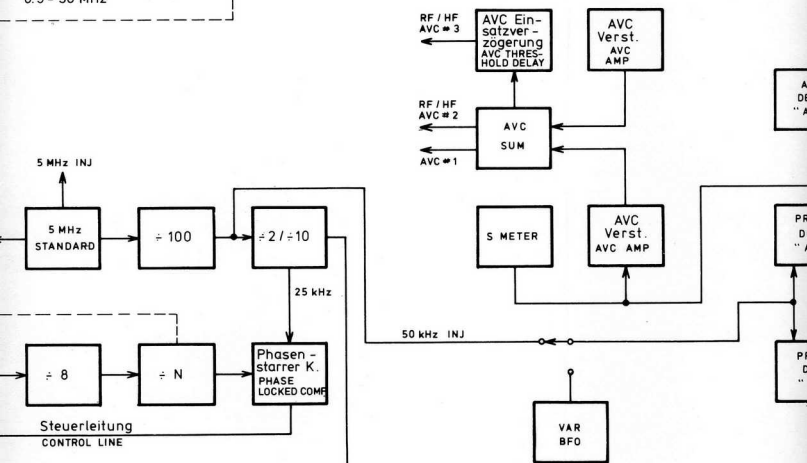 0.5 - 30 MHz
RF / HF
AVC # 3
AVC Ein-
satzver-
zögerung
AVC THRES-
HOLD DELAY
AVC
Verst.
AVC
AMP
RF / HF
AVC # 2
AVC # 1
AVC
SUM
5 MHz INJ
5 MHz
STANDARD
÷ 100
÷2 / ÷10
S METER
AVC
Verst.
AVC AMP
25 kHz
50 kHz INJ
÷ 8
÷ N
Phasen -
starrer K.
PHASE
LOCKED COMP
Steuerleitung
CONTROL LINE
VAR
BFO
A
DE
" A
PR
D
" A
PR
D
"